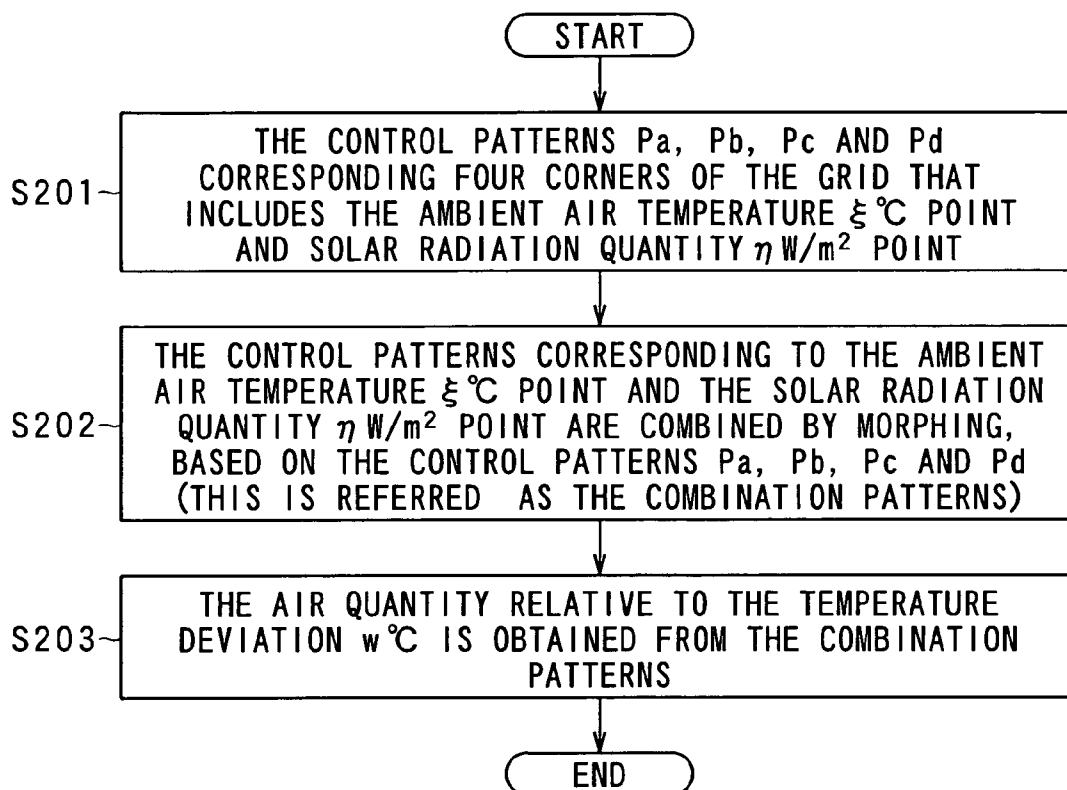 START
S201
THE CONTROL PATTERNS Pa, Pb, Pc AND Pd
CORRESPONDING FOUR CORNERS OF THE GRID THAT
INCLUDES THE AMBIENT AIR TEMPERATURE ξ℃ POINT
AND SOLAR RADIATION QUANTITY η W/m² POINT
S202
THE CONTROL PATTERNS CORRESPONDING TO THE AMBIENT
AIR TEMPERATURE ξ℃ POINT AND THE SOLAR RADIATION
QUANTITY η W/m² POINT ARE COMBINED BY MORPHING,
BASED ON THE CONTROL PATTERNS Pa, Pb, Pc AND Pd
(THIS IS REFERRED AS THE COMBINATION PATTERNS)
S203
THE AIR QUANTITY RELATIVE TO THE TEMPERATURE
DEVIATION w℃ IS OBTAINED FROM THE COMBINATION
PATTERNS
END